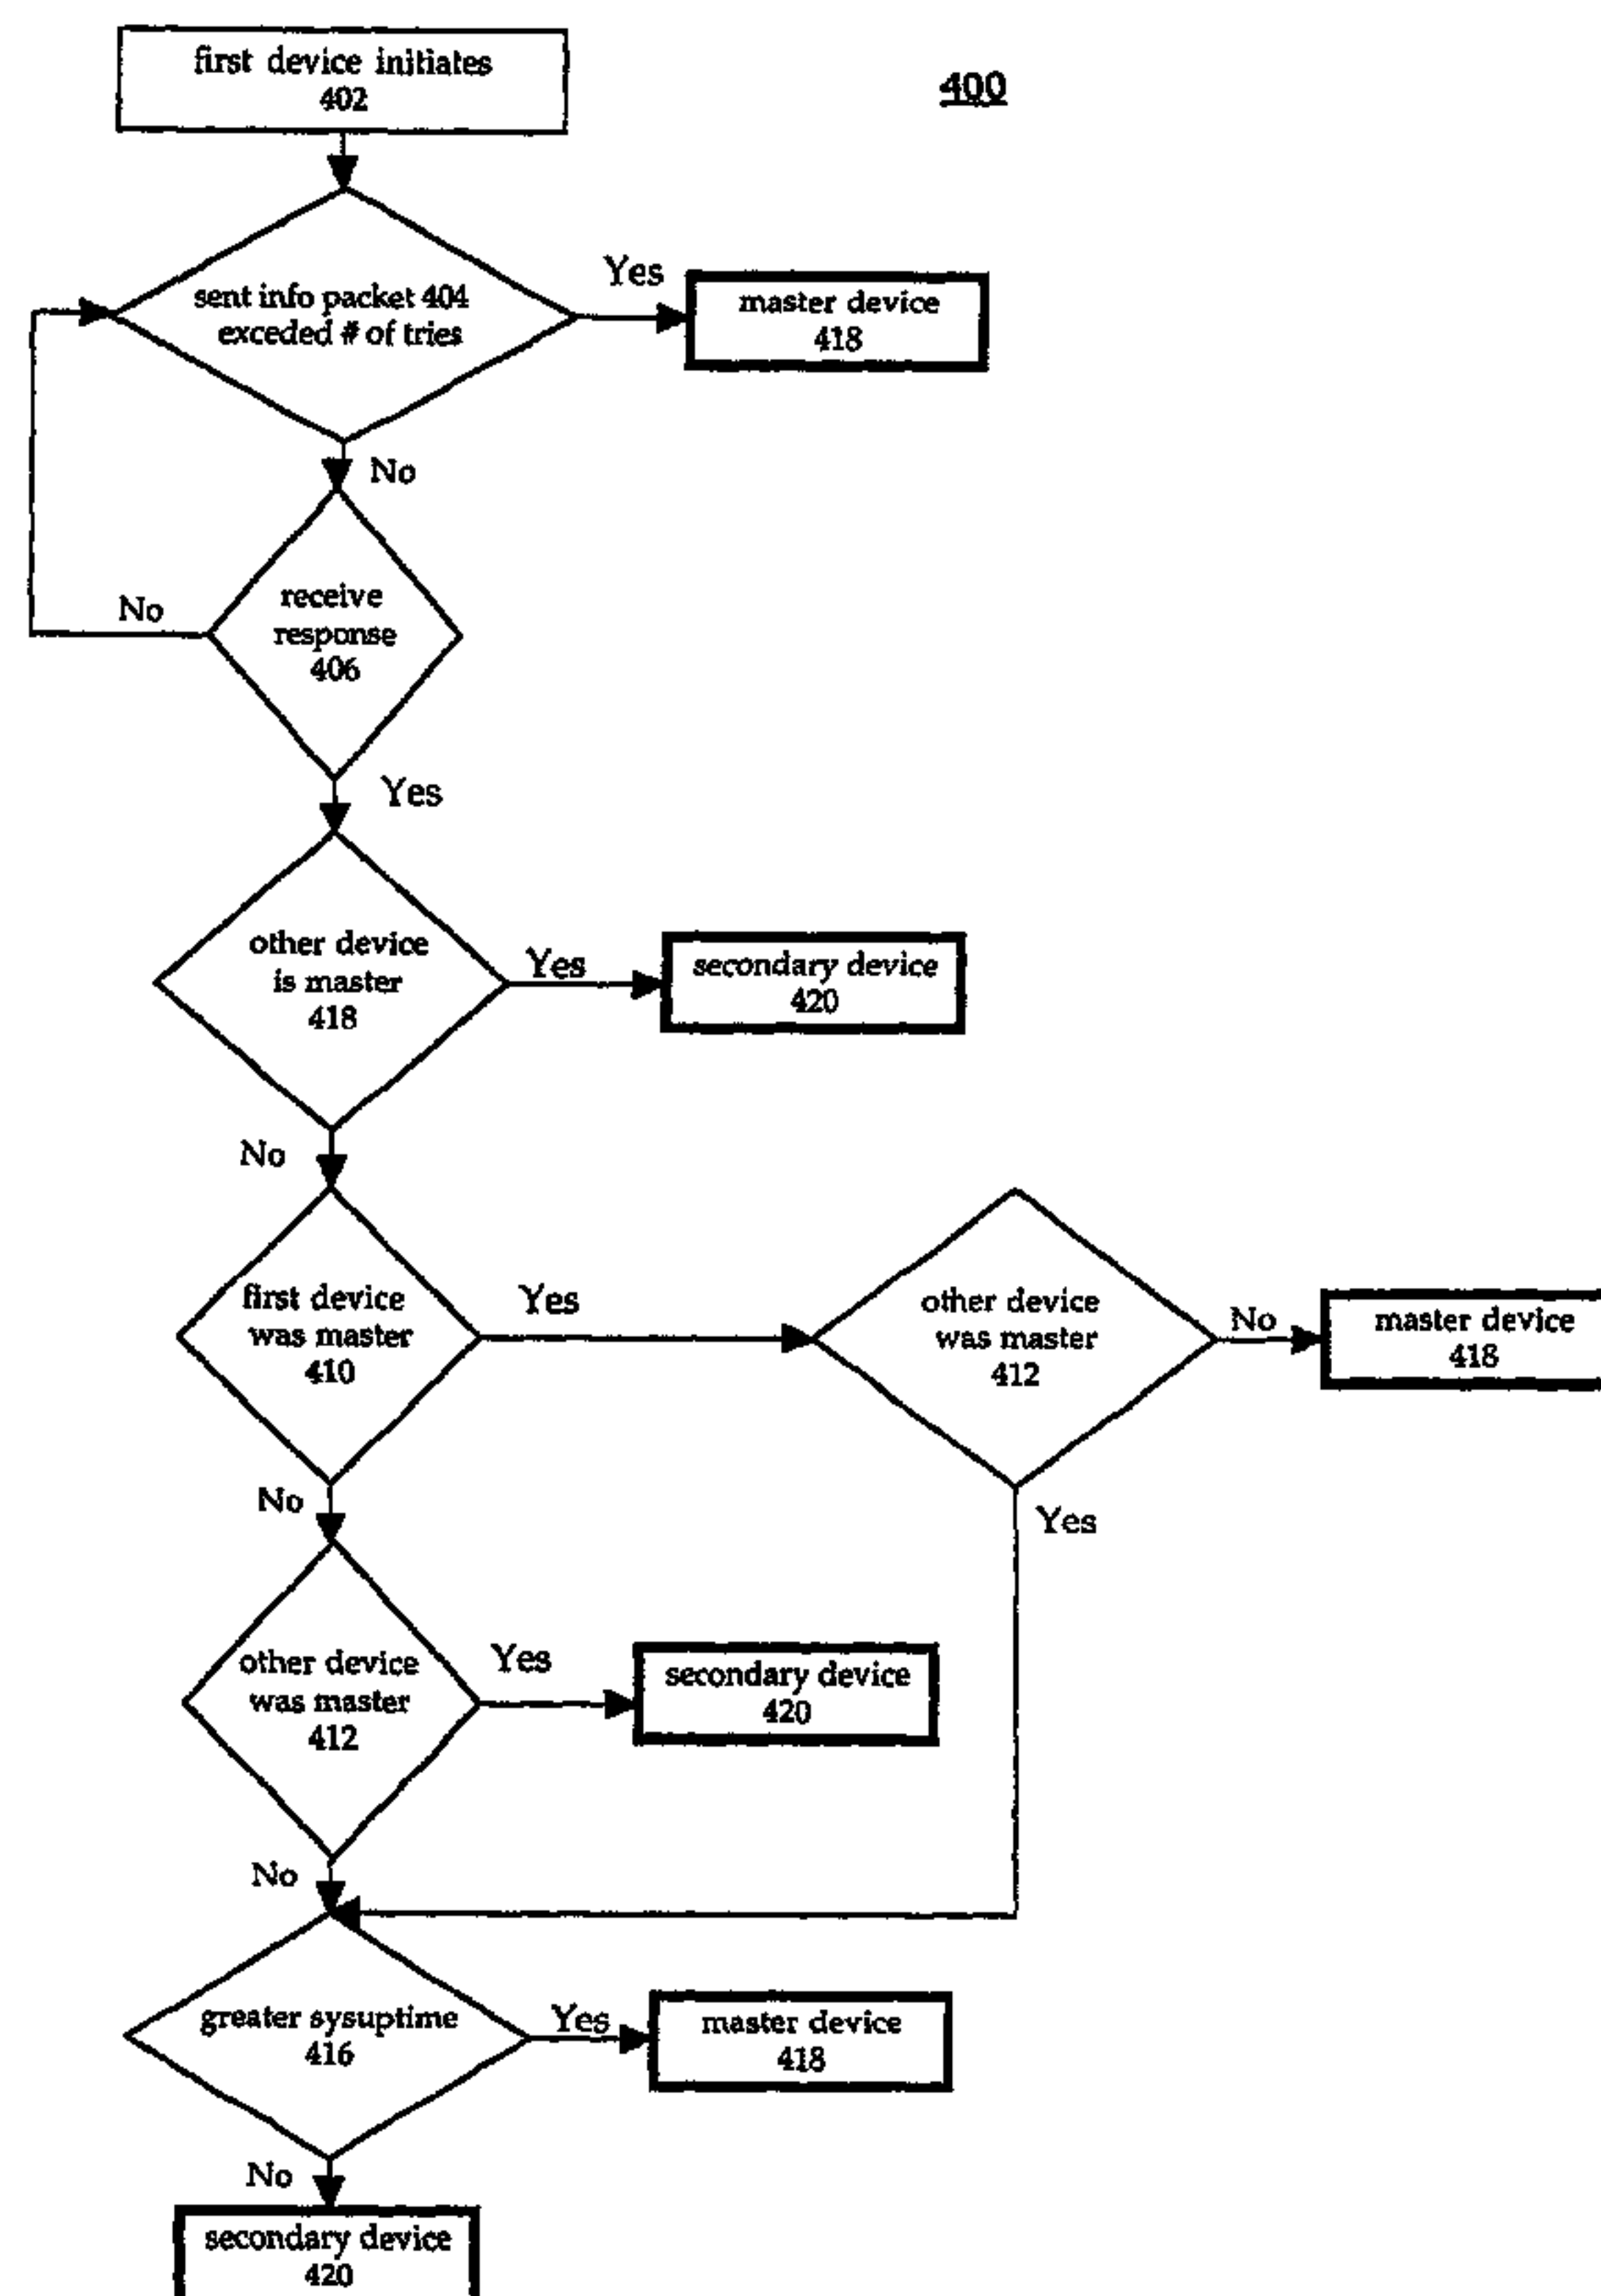 first device initiates
402
400
sent info packet 404
exceded # of tries
Yes
master device
418
No
receive
response
406
No
Yes
other device
is master
418
Yes
secondary device
420
No
first device
was master
410
Yes
other device
was master
412
No
master device
418
No
Yes
other device
was master
412
Yes
secondary device
420
No
greater sysuptime
416
Yes
master device
418
No
secondary device
420